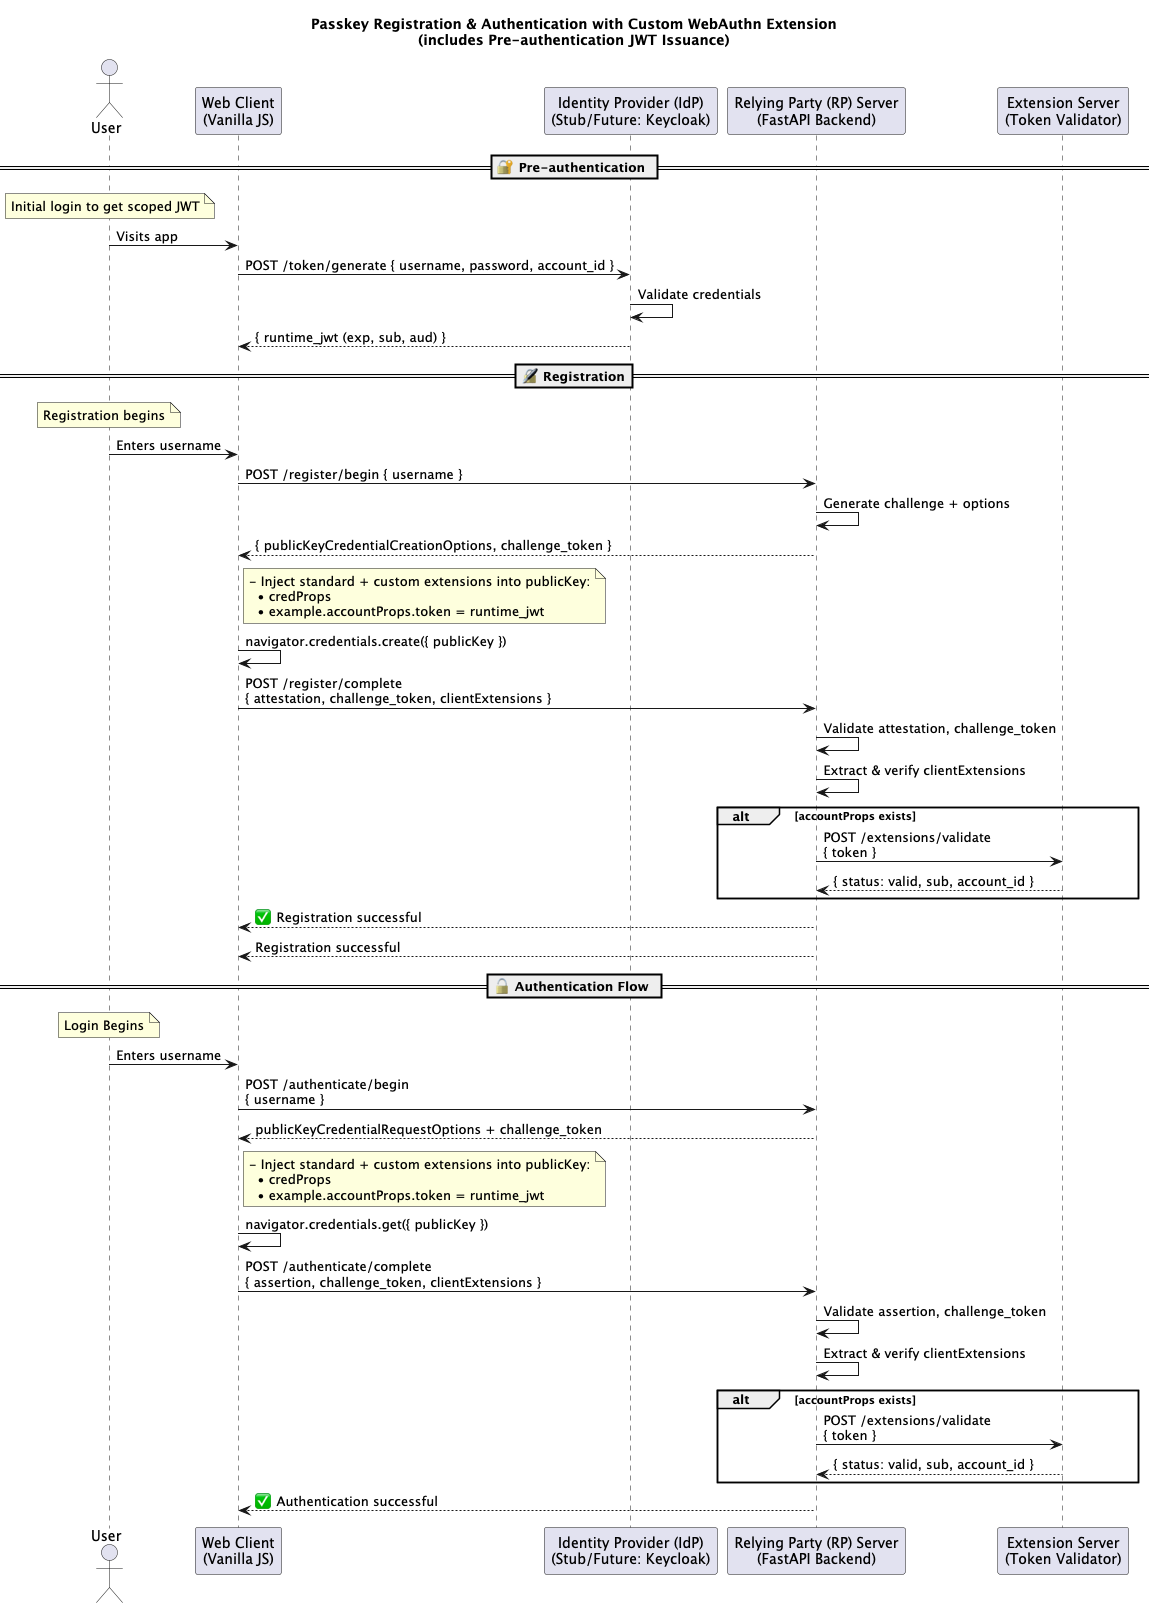 Passkey Registration & Authentication with Custom WebAuthn Extension
(includes Pre-authentication JWT Issuance)
User
Web Client
(Vanilla JS)
Identity Provider (IdP)
(Stub/Future: Keycloak)
Relying Party (RP) Server
(FastAPI Backend)
Extension Server
(Token Validator)
🔐 Pre-authentication
Initial login to get scoped JWT
Visits app
POST /token/generate { username, password, account_id }
Validate credentials
{ runtime_jwt (exp, sub, aud) }
🔏 Registration
Registration begins
Enters username
POST /register/begin { username }
Generate challenge + options
{ publicKeyCredentialCreationOptions, challenge_token }
- Inject standard + custom extensions into publicKey:
• credProps
• example.accountProps.token = runtime_jwt
navigator.credentials.create({ publicKey })
POST /register/complete
{ attestation, challenge_token, clientExtensions }
Validate attestation, challenge_token
Extract & verify clientExtensions
alt [accountProps exists]
POST /extensions/validate
{ token }
{ status: valid, sub, account_id }
✅ Registration successful
Registration successful
🔒 Authentication Flow
Login Begins
Enters username
POST /authenticate/begin
{ username }
publicKeyCredentialRequestOptions + challenge_token
- Inject standard + custom extensions into publicKey:
• credProps
• example.accountProps.token = runtime_jwt
navigator.credentials.get({ publicKey })
POST /authenticate/complete
{ assertion, challenge_token, clientExtensions }
Validate assertion, challenge_token
Extract & verify clientExtensions
alt [accountProps exists]
POST /extensions/validate
{ token }
{ status: valid, sub, account_id }
✅ Authentication successful
User
Web Client
(Vanilla JS)
Identity Provider (IdP)
(Stub/Future: Keycloak)
Relying Party (RP) Server
(FastAPI Backend)
Extension Server
(Token Validator)